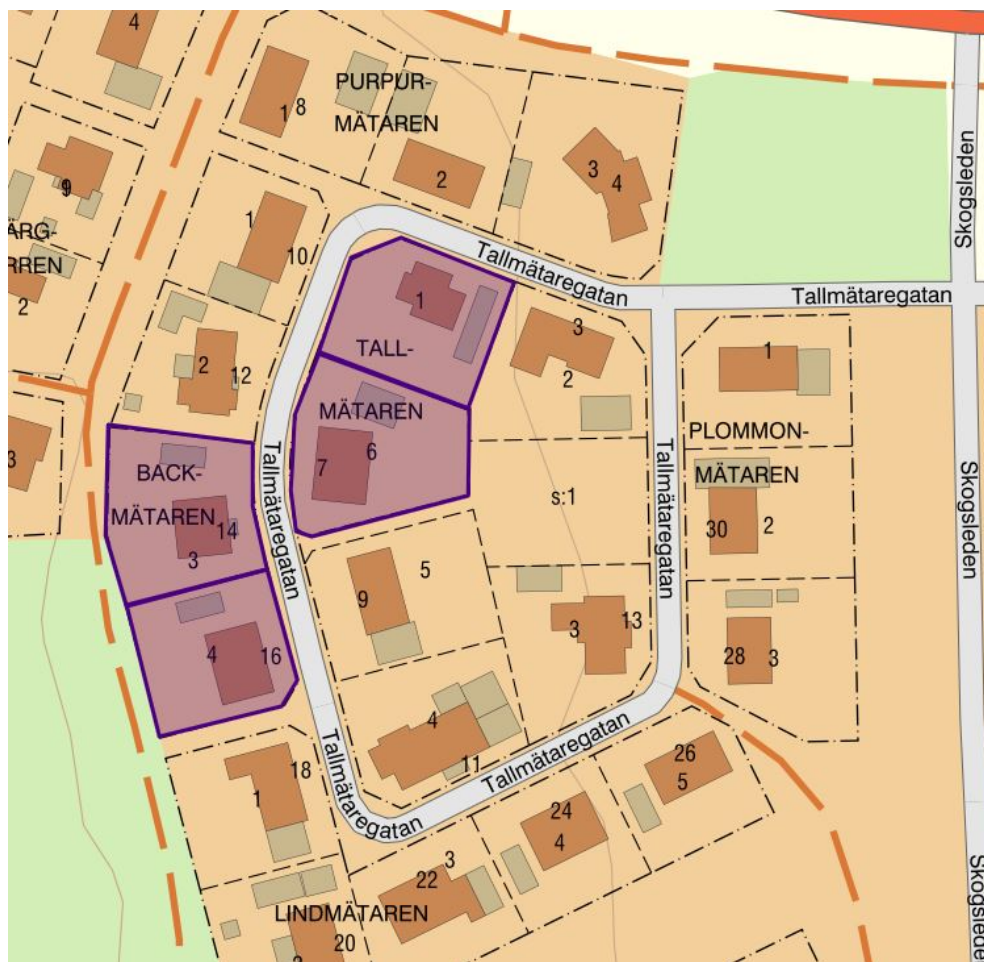 4
PURPUR-
1 8
MÄTAREN
2
3
4
9
ÄRG-
RREN
2
1
10
Tallmätaregatan
Tallmätaregatan
Skogsleden
1
TALL-
MÄTAREN
7
6
3
2
1
PLOMMON-
MÄTAREN
30
2
2
12
BACK-
MÄTAREN
14
3
3
Tallmätaregatan
Tallmätaregatan
s:1
Skogsleden
4
16
9
5
3
13
28
3
4
11
Tallmätaregatan
Tallmätaregatan
18
1
26
5
24
4
3
22
LINDMÄTAREN
20
Skogslede